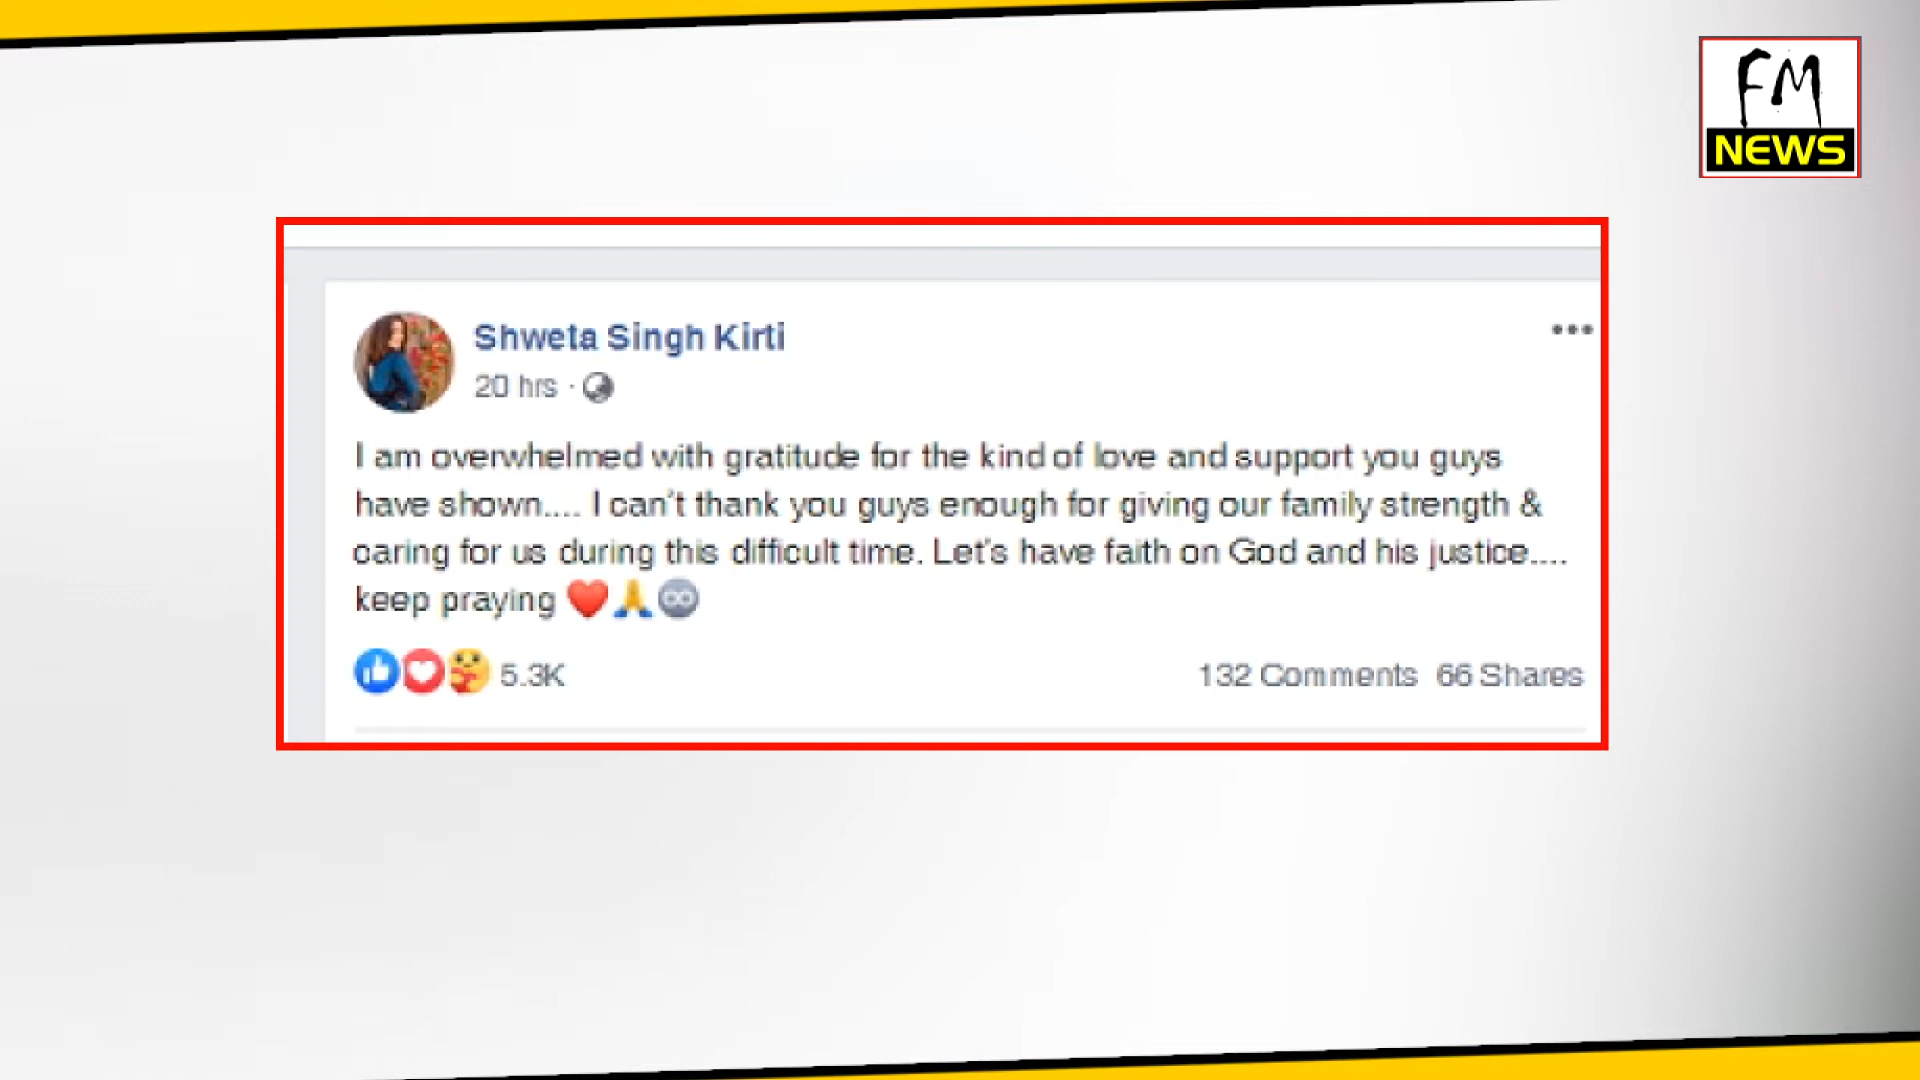 FM
NEWS
Shweta Singh Kirti
20 hrs ·
I am overwhelmed with gratitude for the kind of love and support you guys
have shown.... I can't thank you guys enough for giving our family strength &
caring for us during this difficult time. Let's have faith on God and his justice....
keep praying ❤️🙏♾️
5.3K
132 Comments 66 Shares